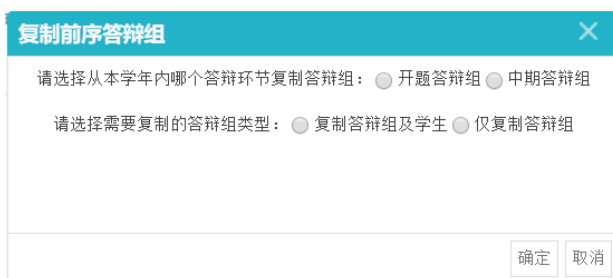 复制前序答辩组
请选择从本学年内哪个答辩环节复制答辩组： 开题答辩组 中期答辩组
请选择需要复制的答辩组类型： 复制答辩组及学生 仅复制答辩组
确定 取消